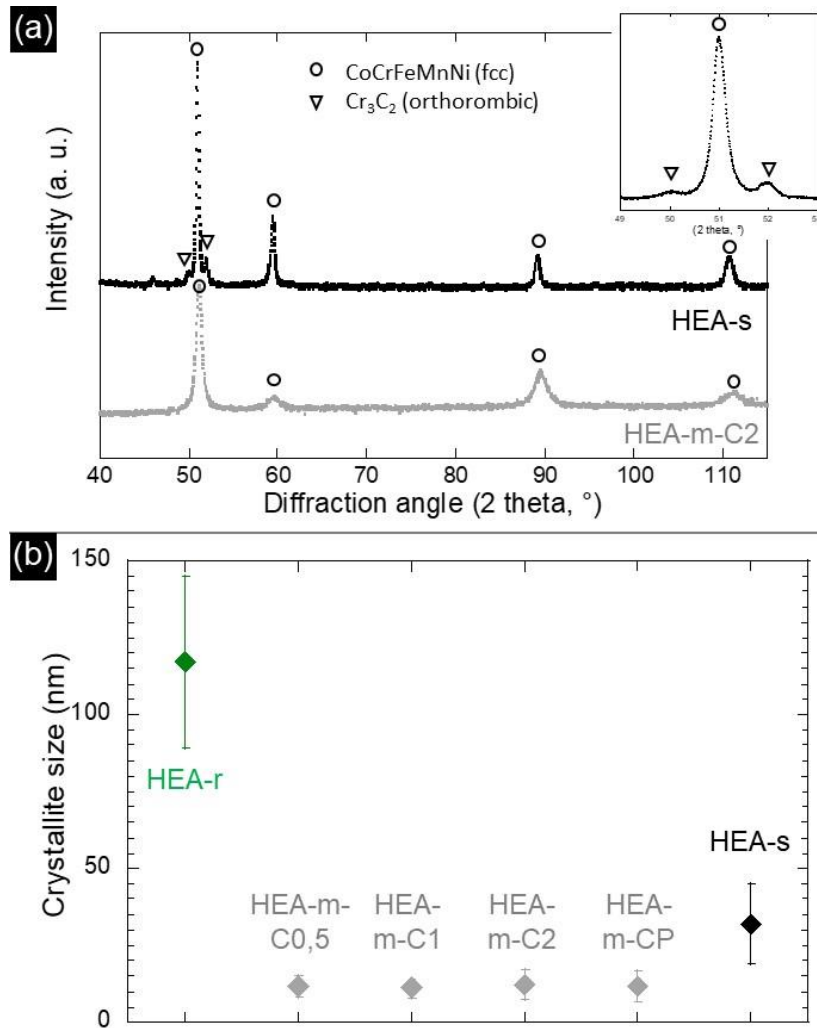 (a)
CoCrFeMnNi (fcc)
Cr₃C₂ (orthorombic)
Intensity (a. u.)
49 50 51 52
(2 theta, °)
HEA-s
HEA-m-C2
40 50 60 70 80 90 100 110
Diffraction angle (2 theta, °)
(b)
150
100
50
0
Crystallite size (nm)
HEA-r
HEA-s
HEA-m- HEA- HEA- HEA-
C0,5 m-C1 m-C2 m-CP